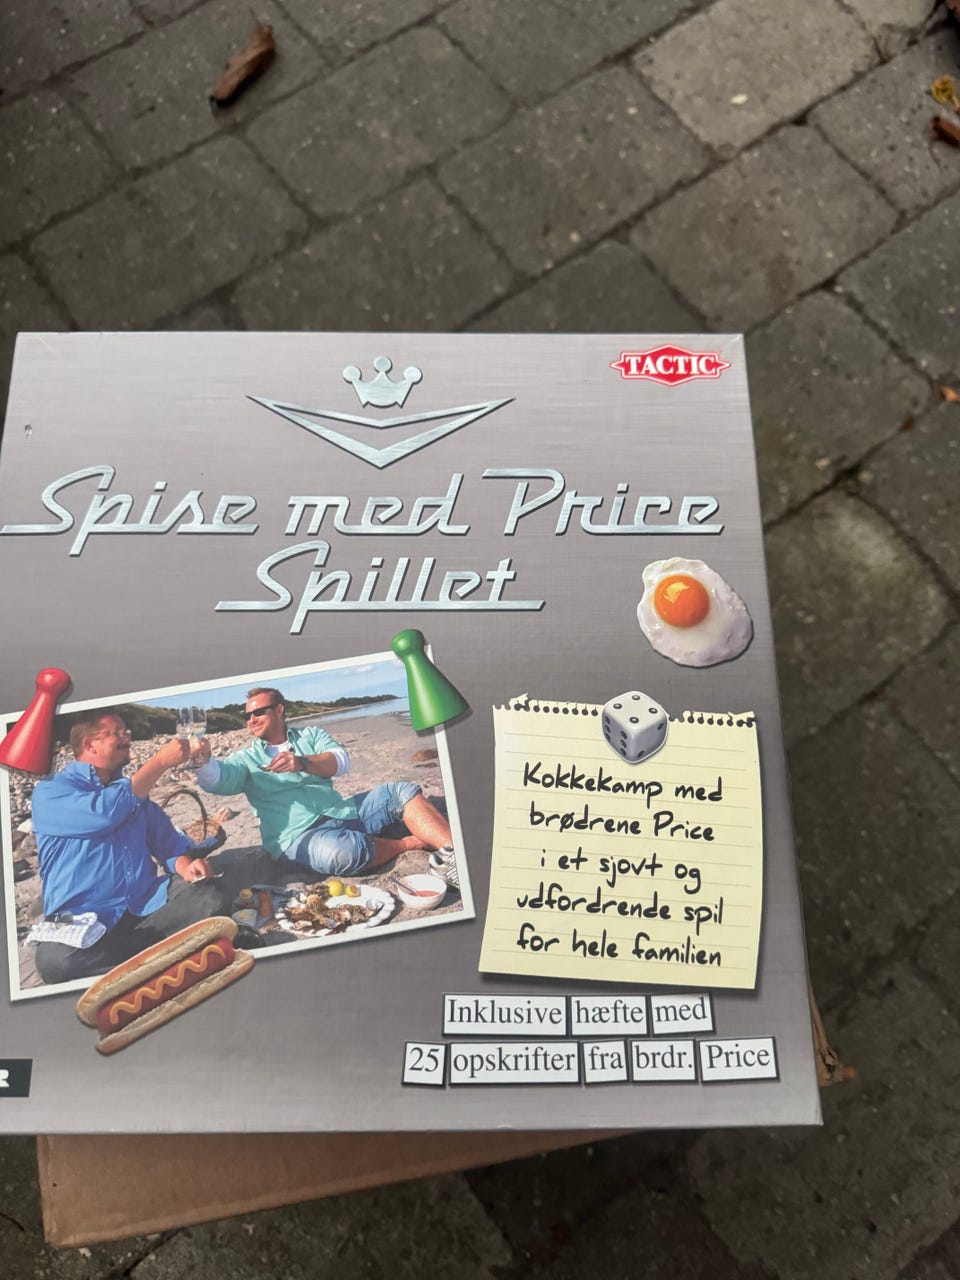 TACTIC
Spise med Price
Spillet
Kokkekamp med
brødrene Price
i et sjovt og
udfordrende spil
for hele familien
Inklusive hæfte med
25 opskrifter fra brdr. Price